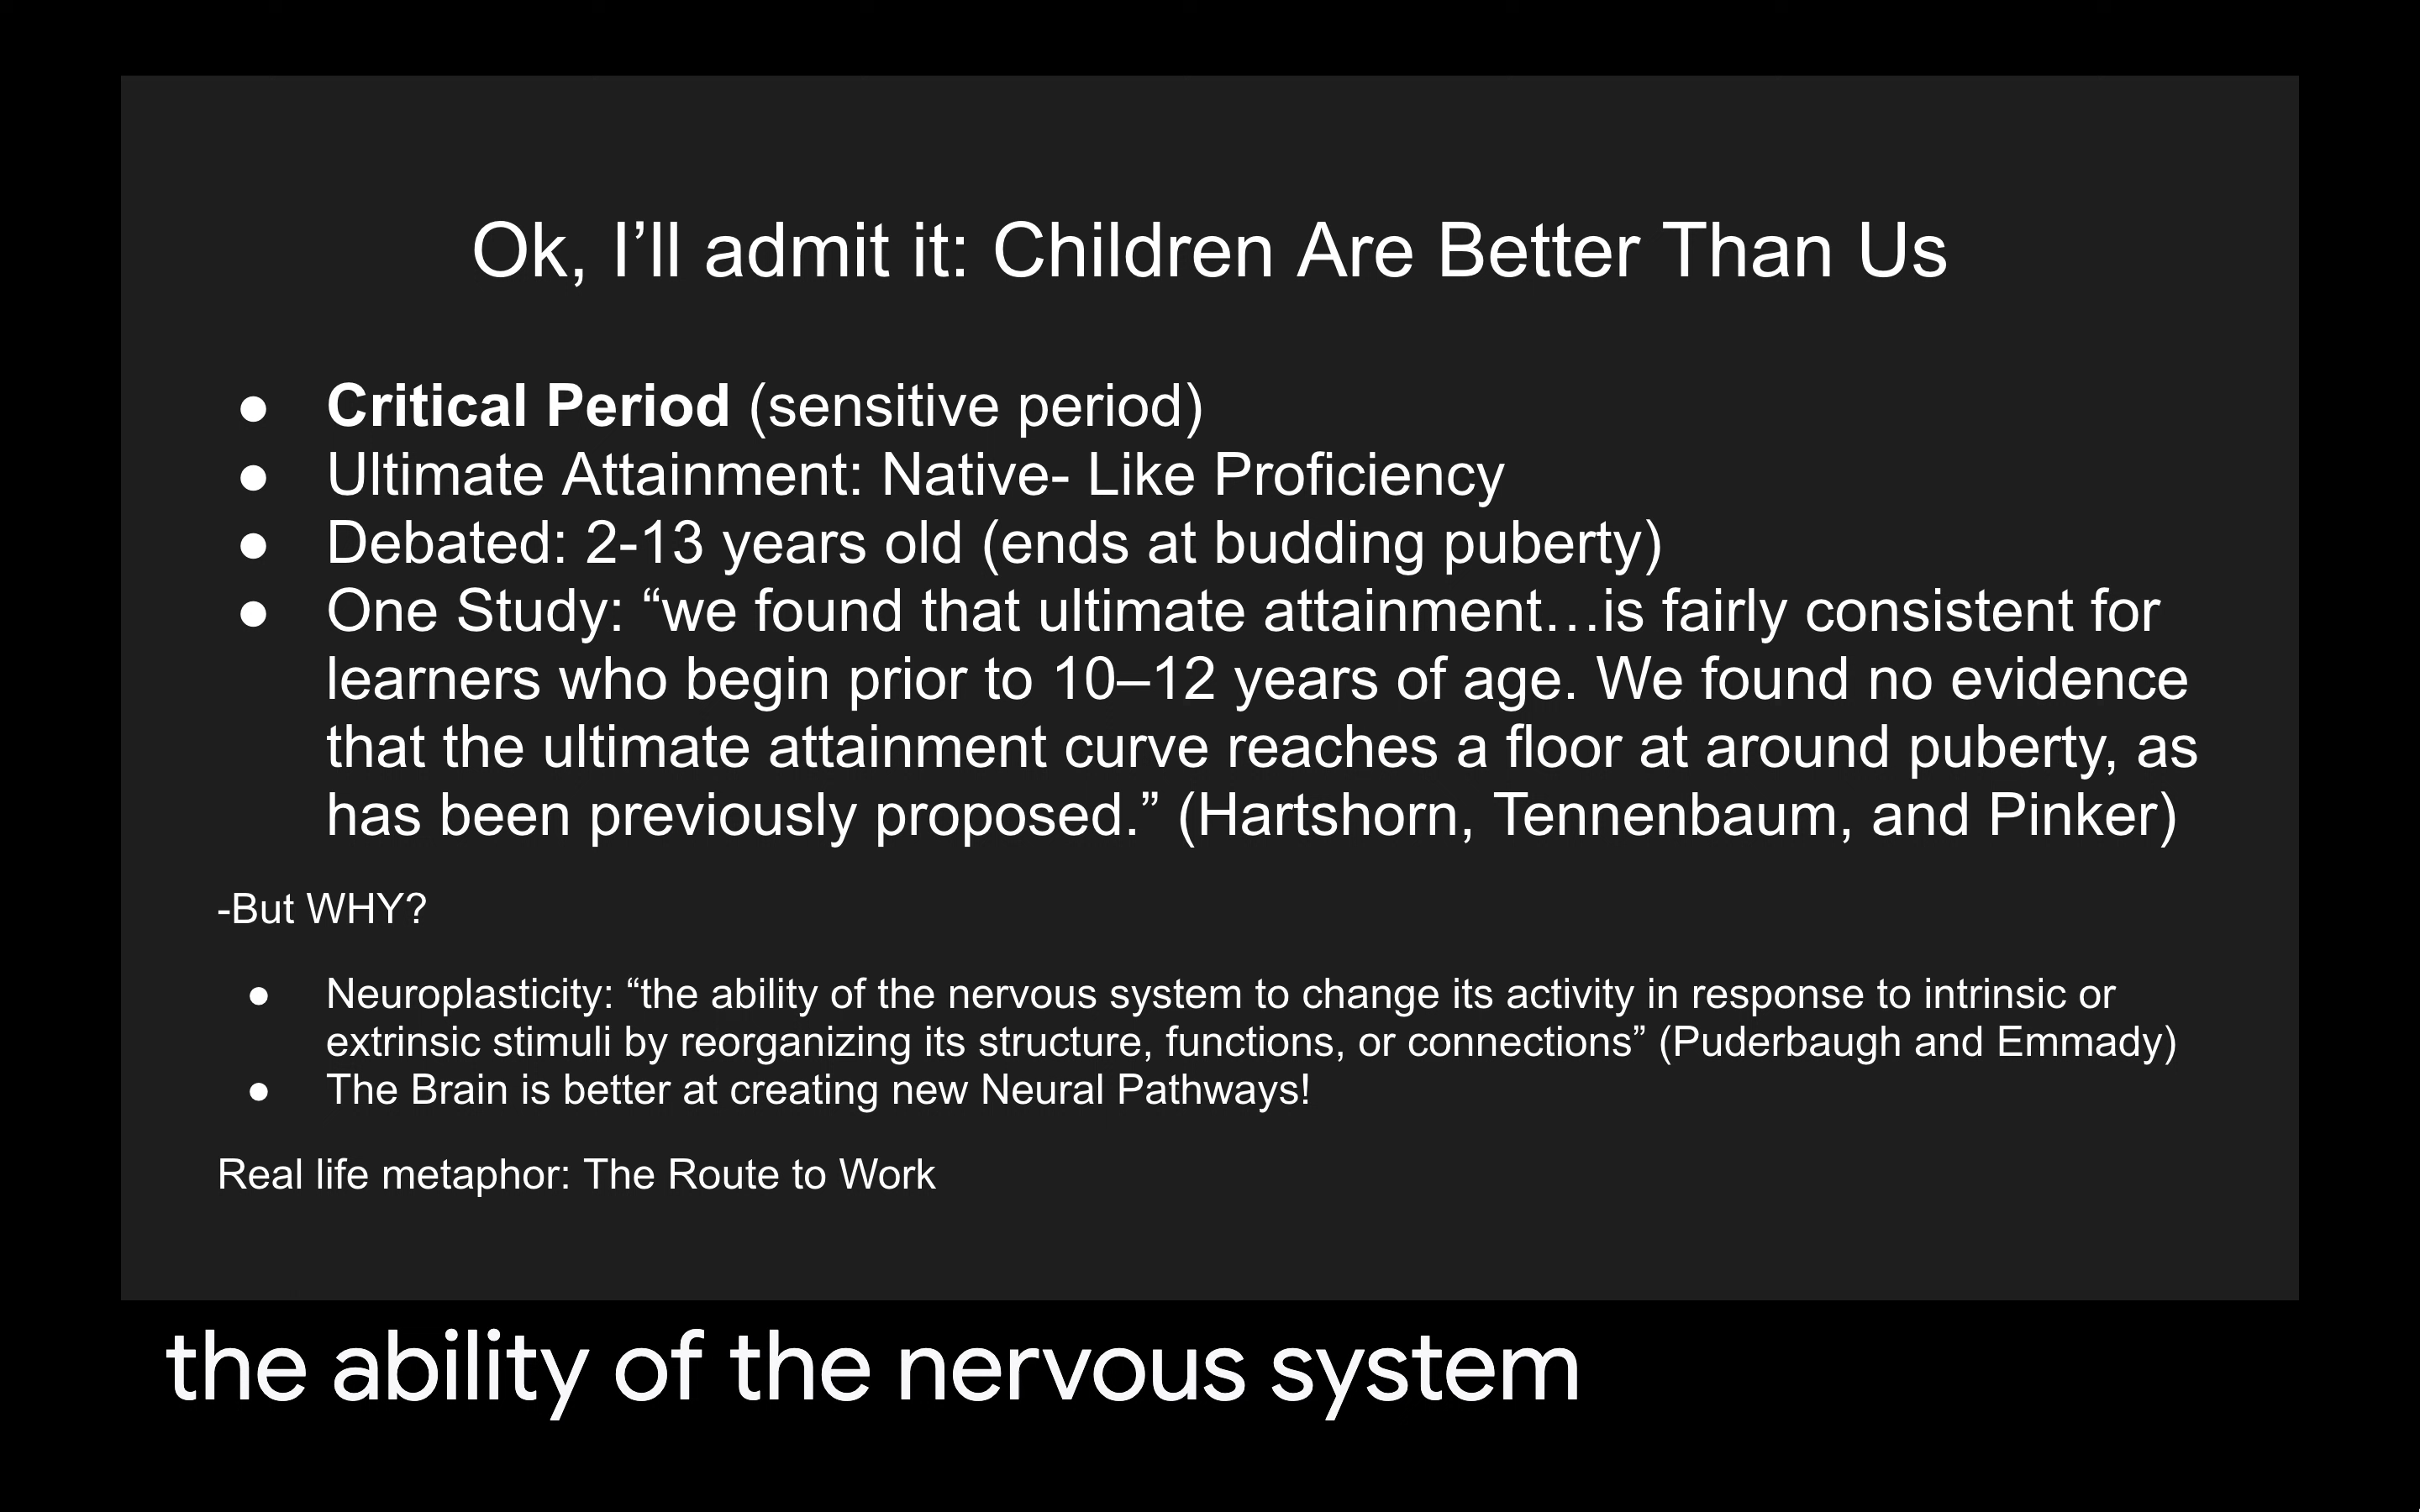 Ok, I’ll admit it: Children Are Better Than Us
● Critical Period (sensitive period)
● Ultimate Attainment: Native- Like Proficiency
● Debated: 2-13 years old (ends at budding puberty)
● One Study: “we found that ultimate attainment…is fairly consistent for
learners who begin prior to 10–12 years of age. We found no evidence
that the ultimate attainment curve reaches a floor at around puberty, as
has been previously proposed.” (Hartshorn, Tennenbaum, and Pinker)
-But WHY?
● Neuroplasticity: “the ability of the nervous system to change its activity in response to intrinsic or
extrinsic stimuli by reorganizing its structure, functions, or connections” (Puderbaugh and Emmady)
● The Brain is better at creating new Neural Pathways!
Real life metaphor: The Route to Work
the ability of the nervous system